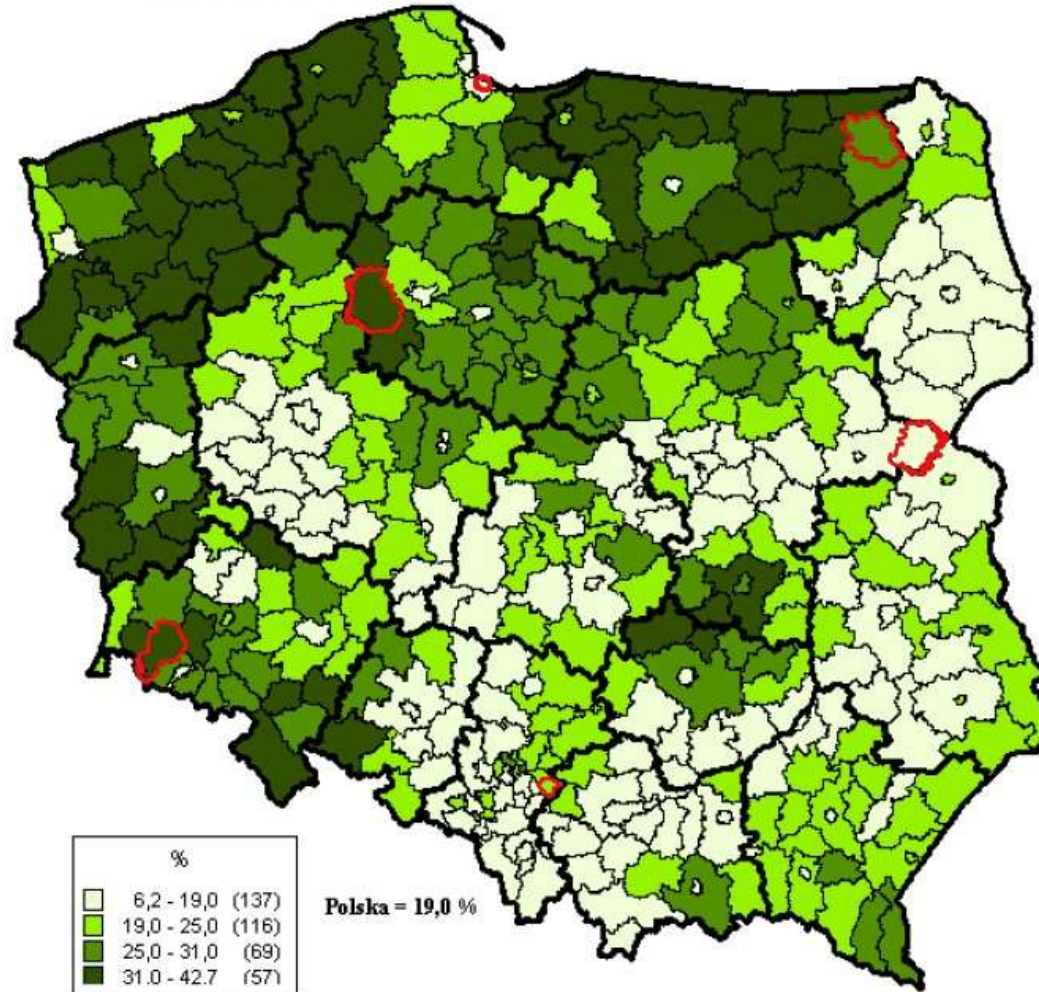 %
6,2 - 19,0 (137)
19,0 - 25,0 (116)
25,0 - 31,0 (69)
31,0 - 42,7 (57)
Polska = 19,0 %